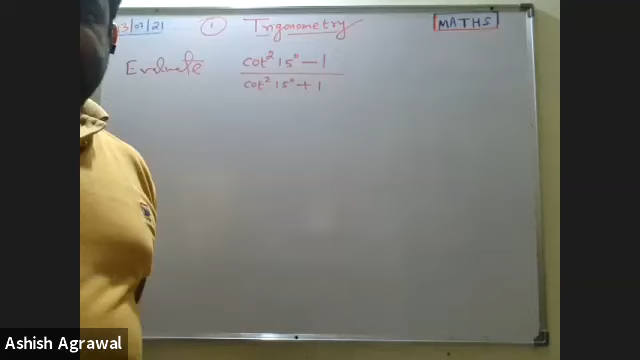 3/07/21 1 Trigonometry MATHS
Evaluate cot² 15° - 1
cot² 15° + 1
Ashish Agrawal